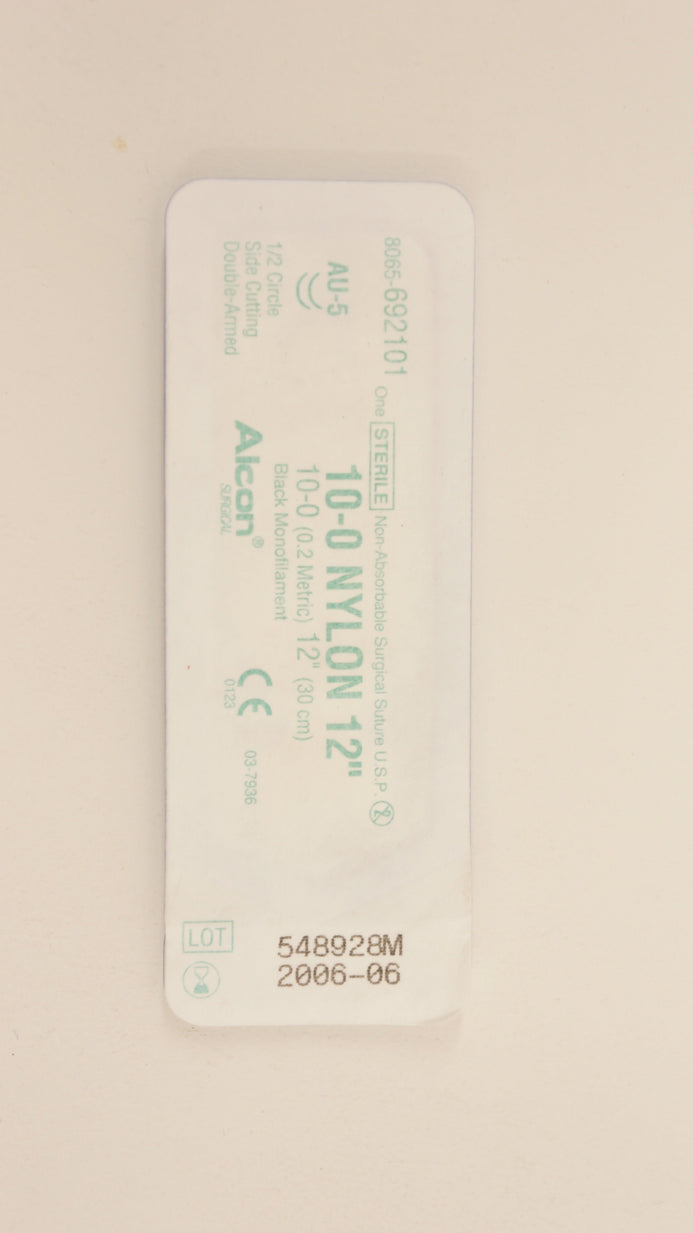 8065-692101
One STERILE Non-Absorbable Surgical Suture U.S.P.
AU-5
10-0 NYLON 12"
10-0 (0.2 Metric) 12" (30 cm)
Black Monofilament
1/2 Circle
Side Cutting
Double-Armed
Alcon®
SURGICAL
CE
0123
03-7936
LOT
548928M
2006-06